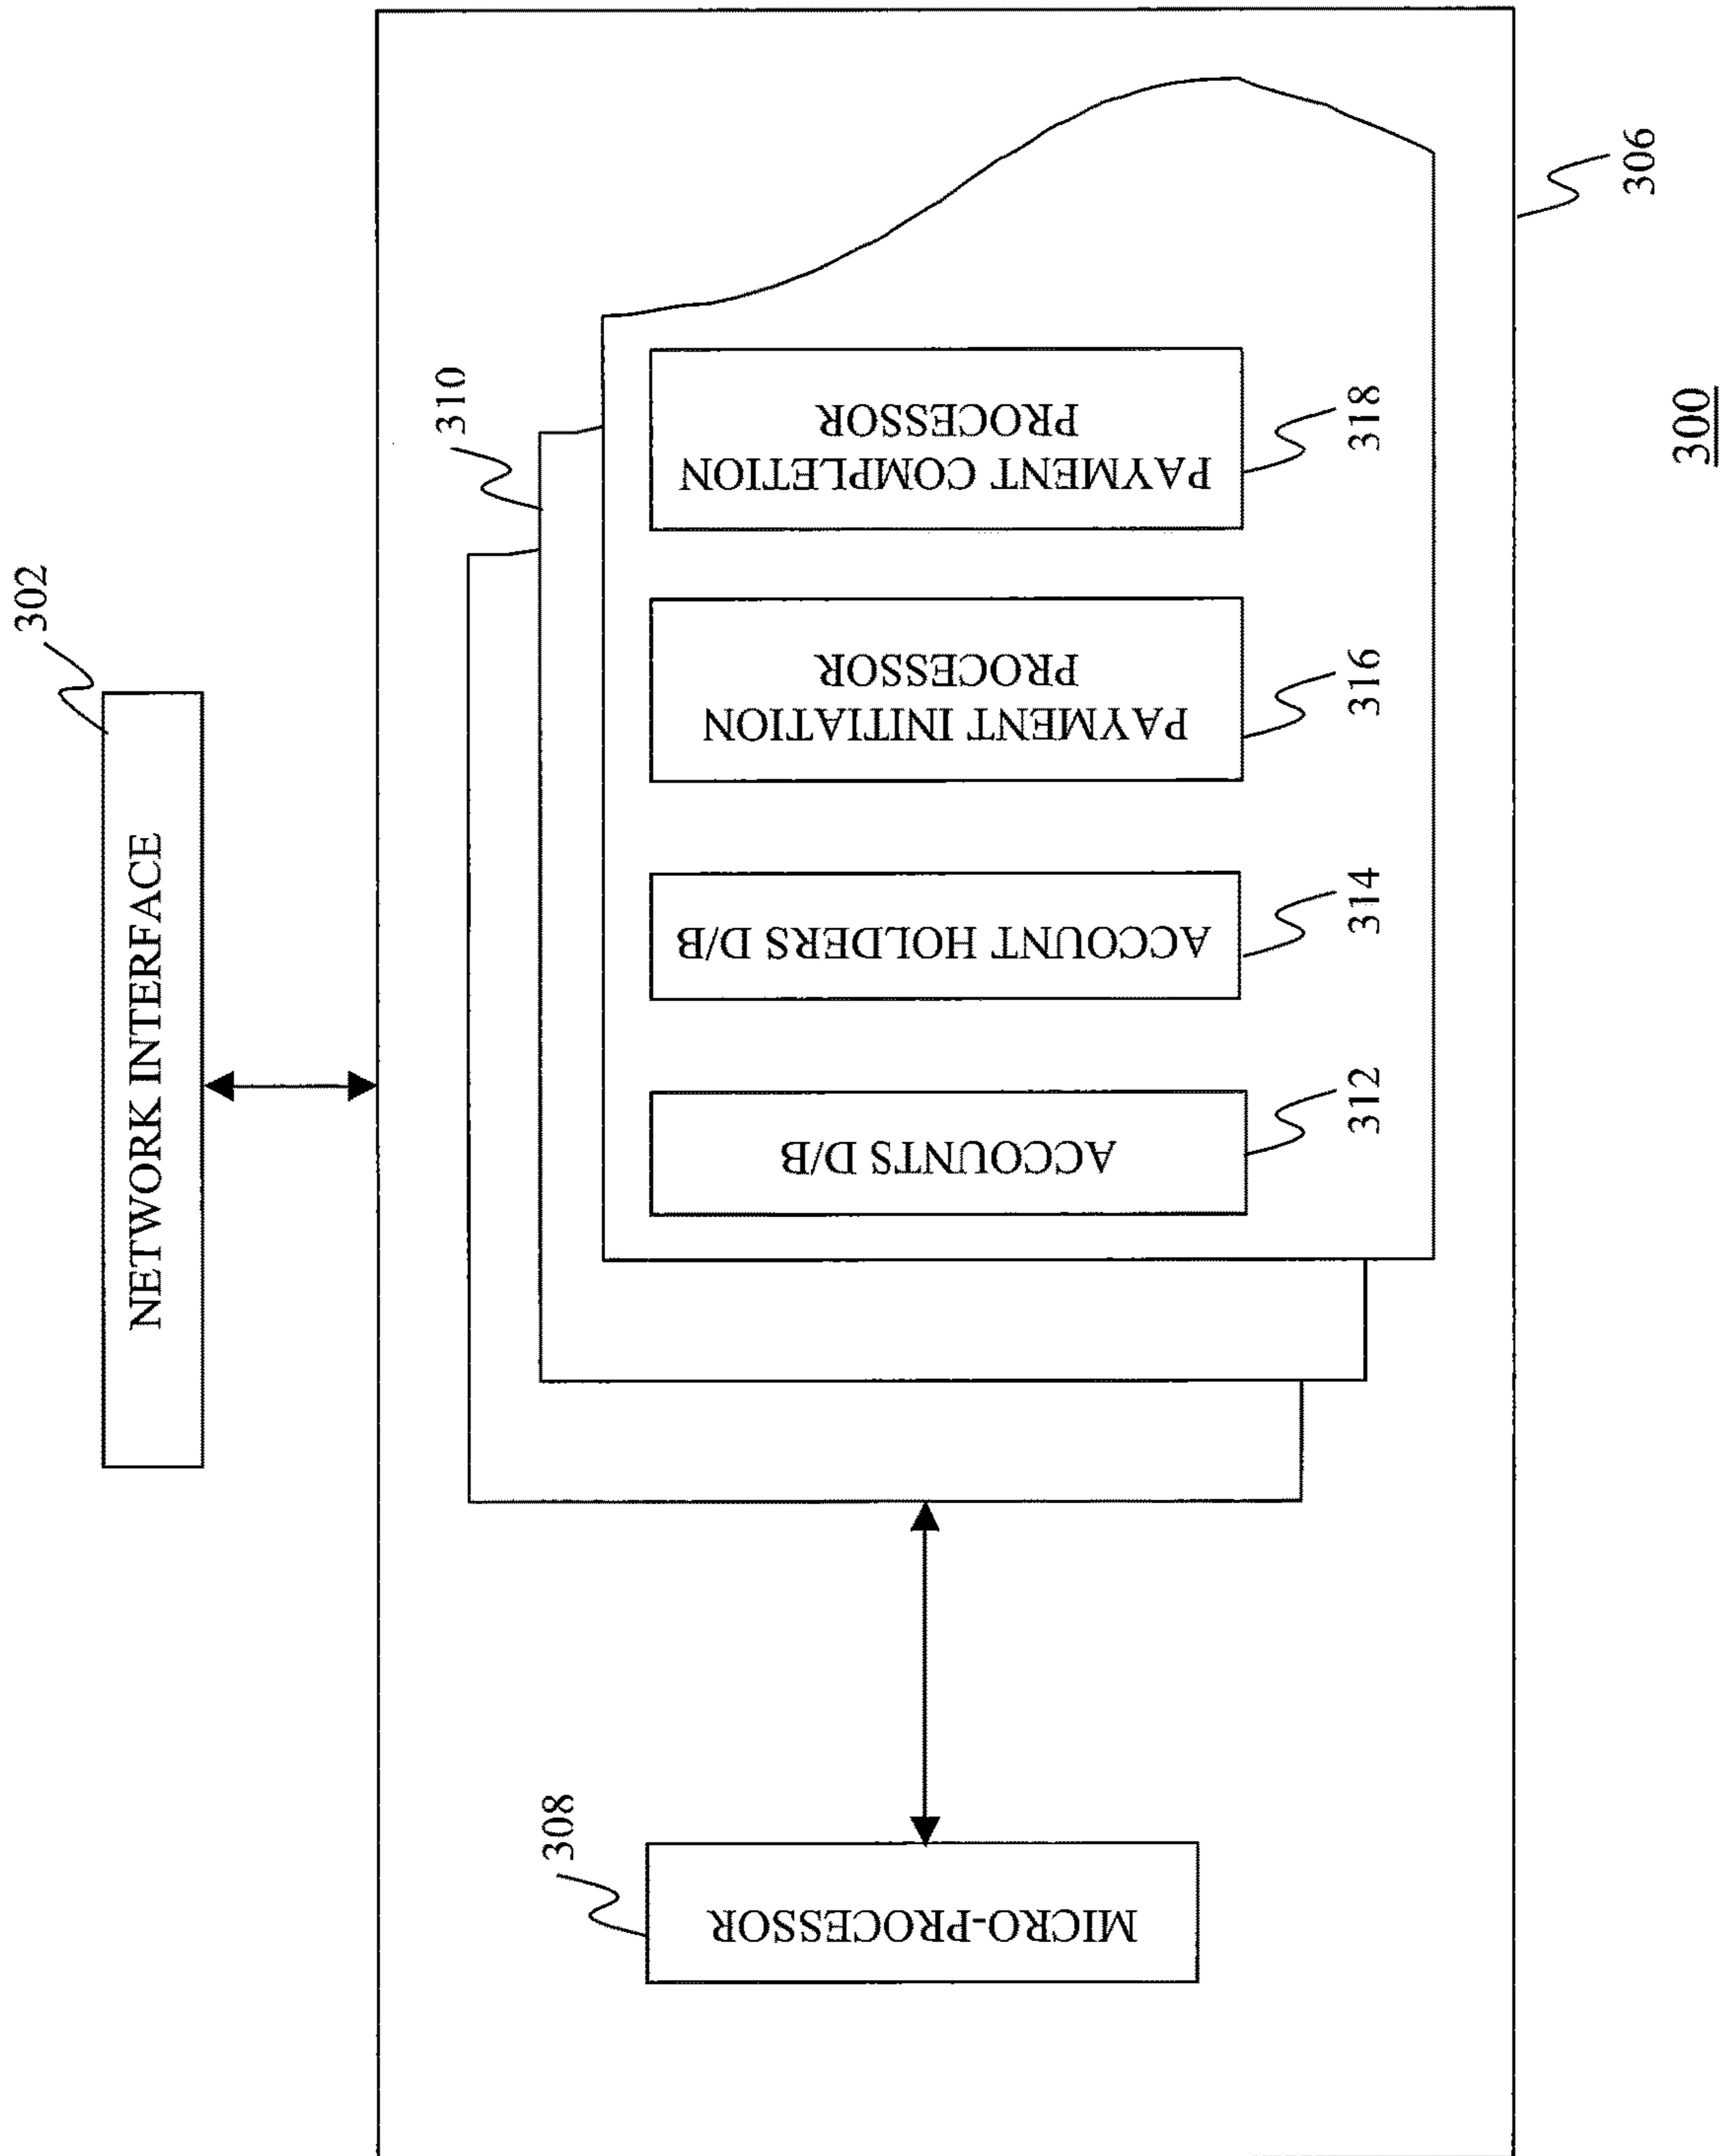 302
NETWORK INTERFACE
310
308
MICRO-PROCESSOR
ACCOUNTS D/B
312
ACCOUNT HOLDERS D/B
314
PAYMENT INITIATION
PROCESSOR
316
PAYMENT COMPLETION
PROCESSOR
318
306
300